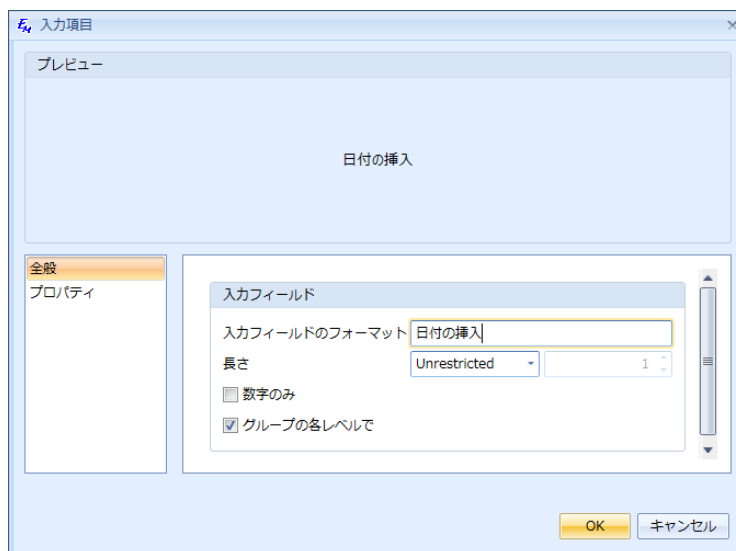 入力項目
プレビュー
日付の挿入
全般
プロパティ
入力フィールド
入力フィールドのフォーマット 日付の挿入
長さ Unrestricted 1
数字のみ
グループの各レベルで
OK キャンセル